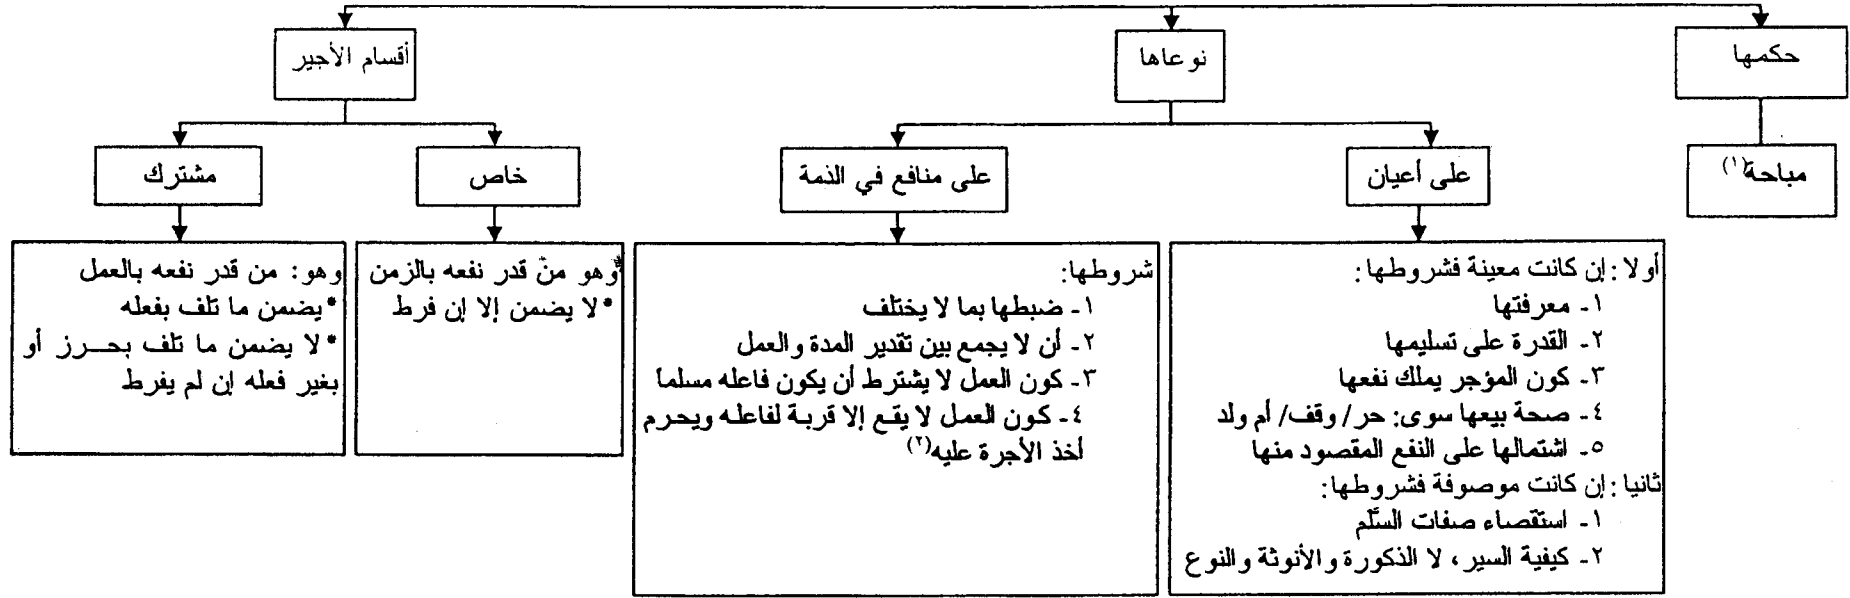 حكمها
نوعاها
أقسام الأجير
مباحة(١)
على أعيان
على منافع في الذمة
خاص
مشترك
أولا: إن كانت معينة فشروطها:
١- معرفتها
٢- القدرة على تسليمها
٣- كون المؤجر يملك نفعها
٤- صحة بيعها سوى: حر/ وقف/ أم ولد
٥- اشتمالها على النفع المقصود منها
ثانيا: إن كانت موصوفة فشروطها:
١- استقصاء صفات السَّلَم
٢- كيفية السير، لا الذكورة والأنوثة والنوع
شروطها:
١- ضبطها بما لا يختلف
٢- أن لا يجمع بين تقدير المدة والعمل
٣- كون العمل لا يشترط أن يكون فاعله مسلماً
٤- كون العمل لا يقع إلا قربة لفاعله ويحرم
أخذ الأجرة عليه(٢)
*وهو من قدر نفعه بالزمن
*لا يضمن إلا إن فرط
وهو: من قدر نفعه بالعمل
*يضمن ما تلف بفعله
*لا يضمن ما تلف بحرز أو
بغير فعله إن لم يفرط